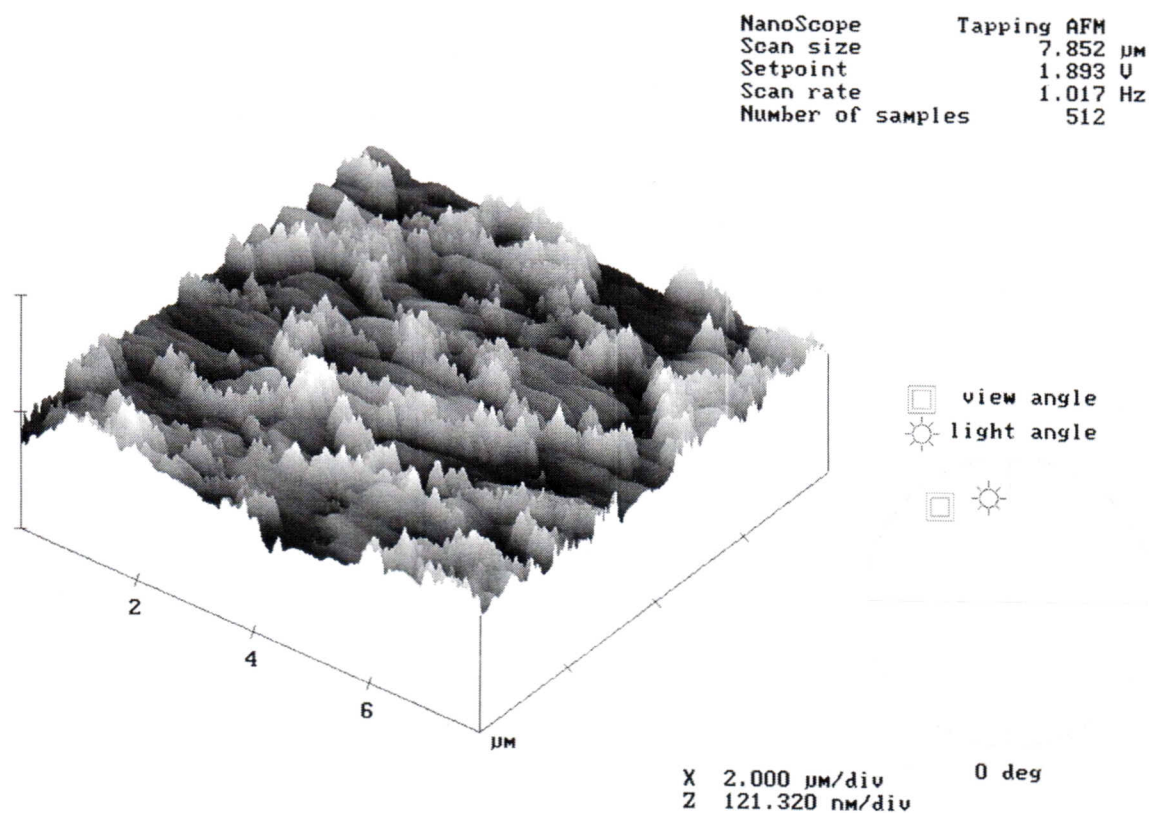 NanoScope Tapping AFM
Scan size 7.852 µm
Setpoint 1.893 V
Scan rate 1.017 Hz
Number of samples 512
view angle
light angle
2
4
6
µm
X 2.000 µm/div
Z 121.320 nm/div
0 deg